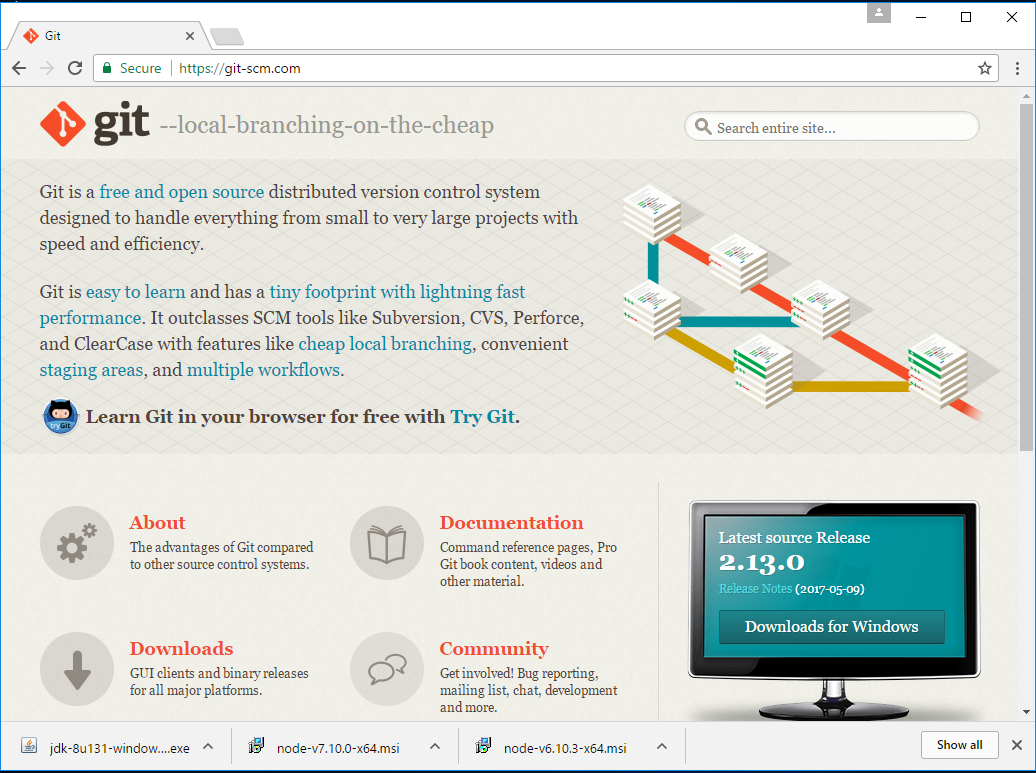 Git
Secure https://git-scm.com
git --local-branching-on-the-cheap
Search entire site...
Git is a free and open source distributed version control system
designed to handle everything from small to very large projects with
speed and efficiency.
Git is easy to learn and has a tiny footprint with lightning fast
performance. It outclasses SCM tools like Subversion, CVS, Perforce,
and ClearCase with features like cheap local branching, convenient
staging areas, and multiple workflows.
tryGit
Learn Git in your browser for free with Try Git.
About
The advantages of Git compared
to other source control systems.
Documentation
Command reference pages, Pro
Git book content, videos and
other material.
Downloads
GUI clients and binary releases
for all major platforms.
Community
Get involved! Bug reporting,
mailing list, chat, development
and more.
Latest source Release
2.13.0
Release Notes (2017-05-09)
Downloads for Windows
jdk-8u131-window....exe
node-v7.10.0-x64.msi
node-v6.10.3-x64.msi
Show all